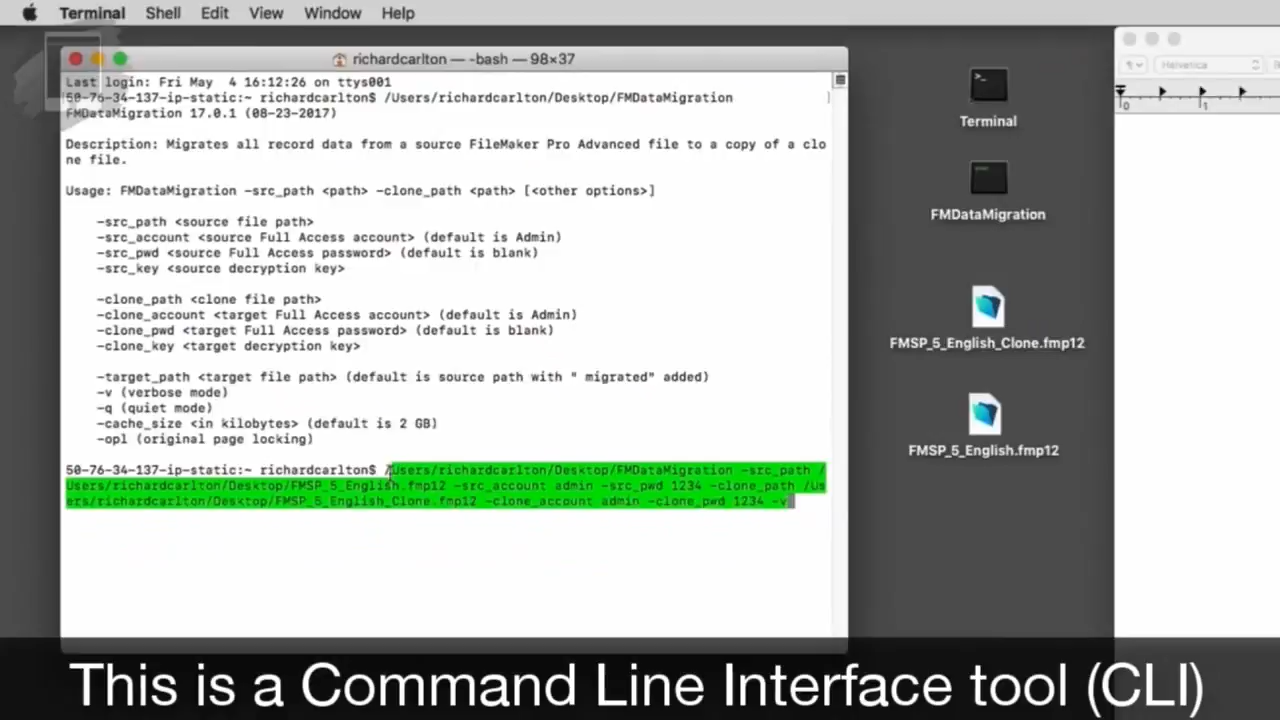 Terminal Shell Edit View Window Help
richardcarlton — -bash — 98×37
Last login: Fri May  4 16:12:26 on ttys001
50-76-34-137-ip-static:~ richardcarlton$ /Users/richardcarlton/Desktop/FMDataMigration
FMDataMigration 17.0.1 (08-23-2017)
Description: Migrates all record data from a source FileMaker Pro Advanced file to a copy of a clo
ne file.
Usage: FMDataMigration -src_path <path> -clone_path <path> [<other options>]
-src_path <source file path>
-src_account <source Full Access account> (default is Admin)
-src_pwd <source Full Access password> (default is blank)
-src_key <source decryption key>
-clone_path <clone file path>
-clone_account <target Full Access account> (default is Admin)
-clone_pwd <target Full Access password> (default is blank)
-clone_key <target decryption key>
-target_path <target file path> (default is source path with " migrated" added)
-v (verbose mode)
-q (quiet mode)
-cache_size <in kilobytes> (default is 2 GB)
-opl (original page locking)
50-76-34-137-ip-static:~ richardcarlton$ /Users/richardcarlton/Desktop/FMDataMigration -src_path /
Users/richardcarlton/Desktop/FMSP_5_English.fmp12 -src_account admin -src_pwd 1234 -clone_path /Us
ers/richardcarlton/Desktop/FMSP_5_English_Clone.fmp12 -clone_account admin -clone_pwd 1234 -v
Terminal
FMDataMigration
FMSP_5_English_Clone.fmp12
FMSP_5_English.fmp12
Helvetica
0 1
This is a Command Line Interface tool (CLI)